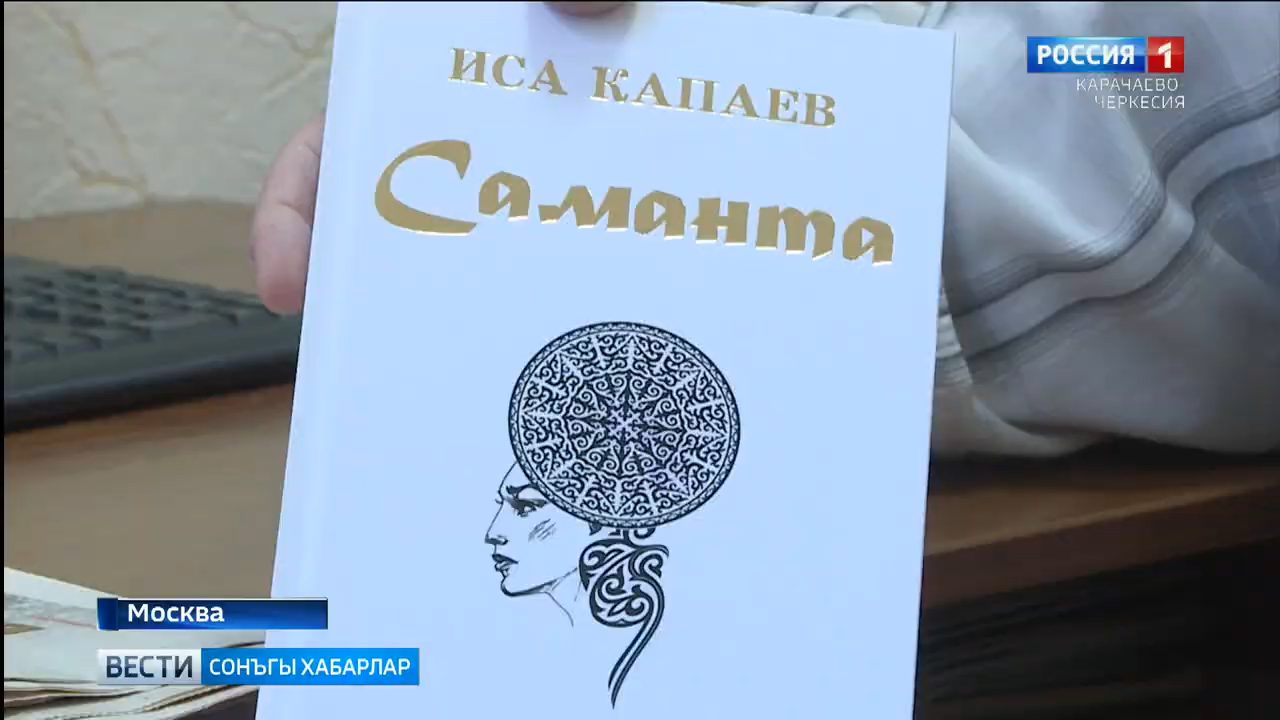 ИСА КАПАЕВ
Саманта
РОССИЯ 1
КАРАЧАЕВО
ЧЕРКЕСИЯ
Москва
ВЕСТИ СОНЪГЫ ХАБАРЛАР